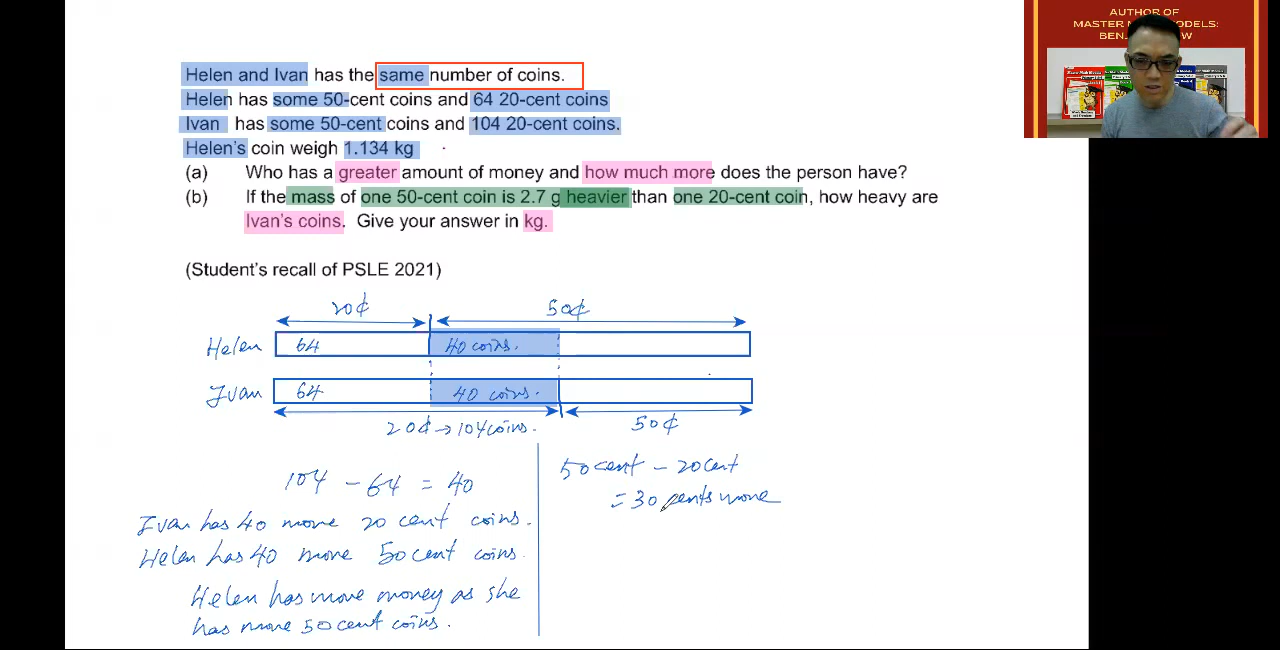 AUTHOR OF
MASTER M ODELS:
BENJ W
Helen and Ivan has the same number of coins.
Helen has some 50-cent coins and 64 20-cent coins
Ivan has some 50-cent coins and 104 20-cent coins.
Helen's coin weigh 1.134 kg
(a) Who has a greater amount of money and how much more does the person have?
(b) If the mass of one 50-cent coin is 2.7 g heavier than one 20-cent coin, how heavy are
Ivan's coins. Give your answer in kg.
(Student's recall of PSLE 2021)
20¢ 50¢
Helen 64 40 coins.
Ivan 64 40 coins.
20¢→104 coins. 50¢
104 - 64 = 40
Ivan has 40 more 20 cent coins.
Helen has 40 more 50 cent coins.
Helen has more money as she
has more 50 cent coins.
50 cent - 20 cent
= 30 cents more